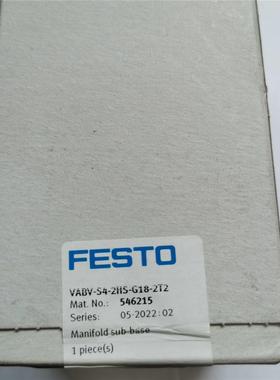 FESTO
VABV-S4-2HS-G18-2T2
Mat. No.: 546215
Series: 05-2022:02
Manifold sub-base
1 piece(s)